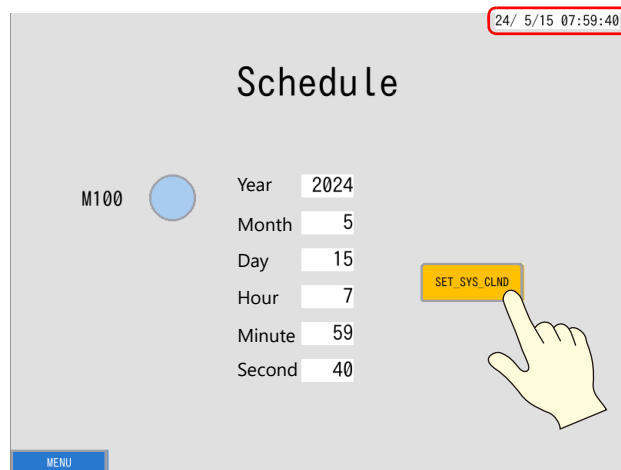 24/ 5/15 07:59:40
Schedule
M100
Year 2024
Month 5
Day 15
Hour 7
Minute 59
Second 40
SET_SYS_CLND
MENU